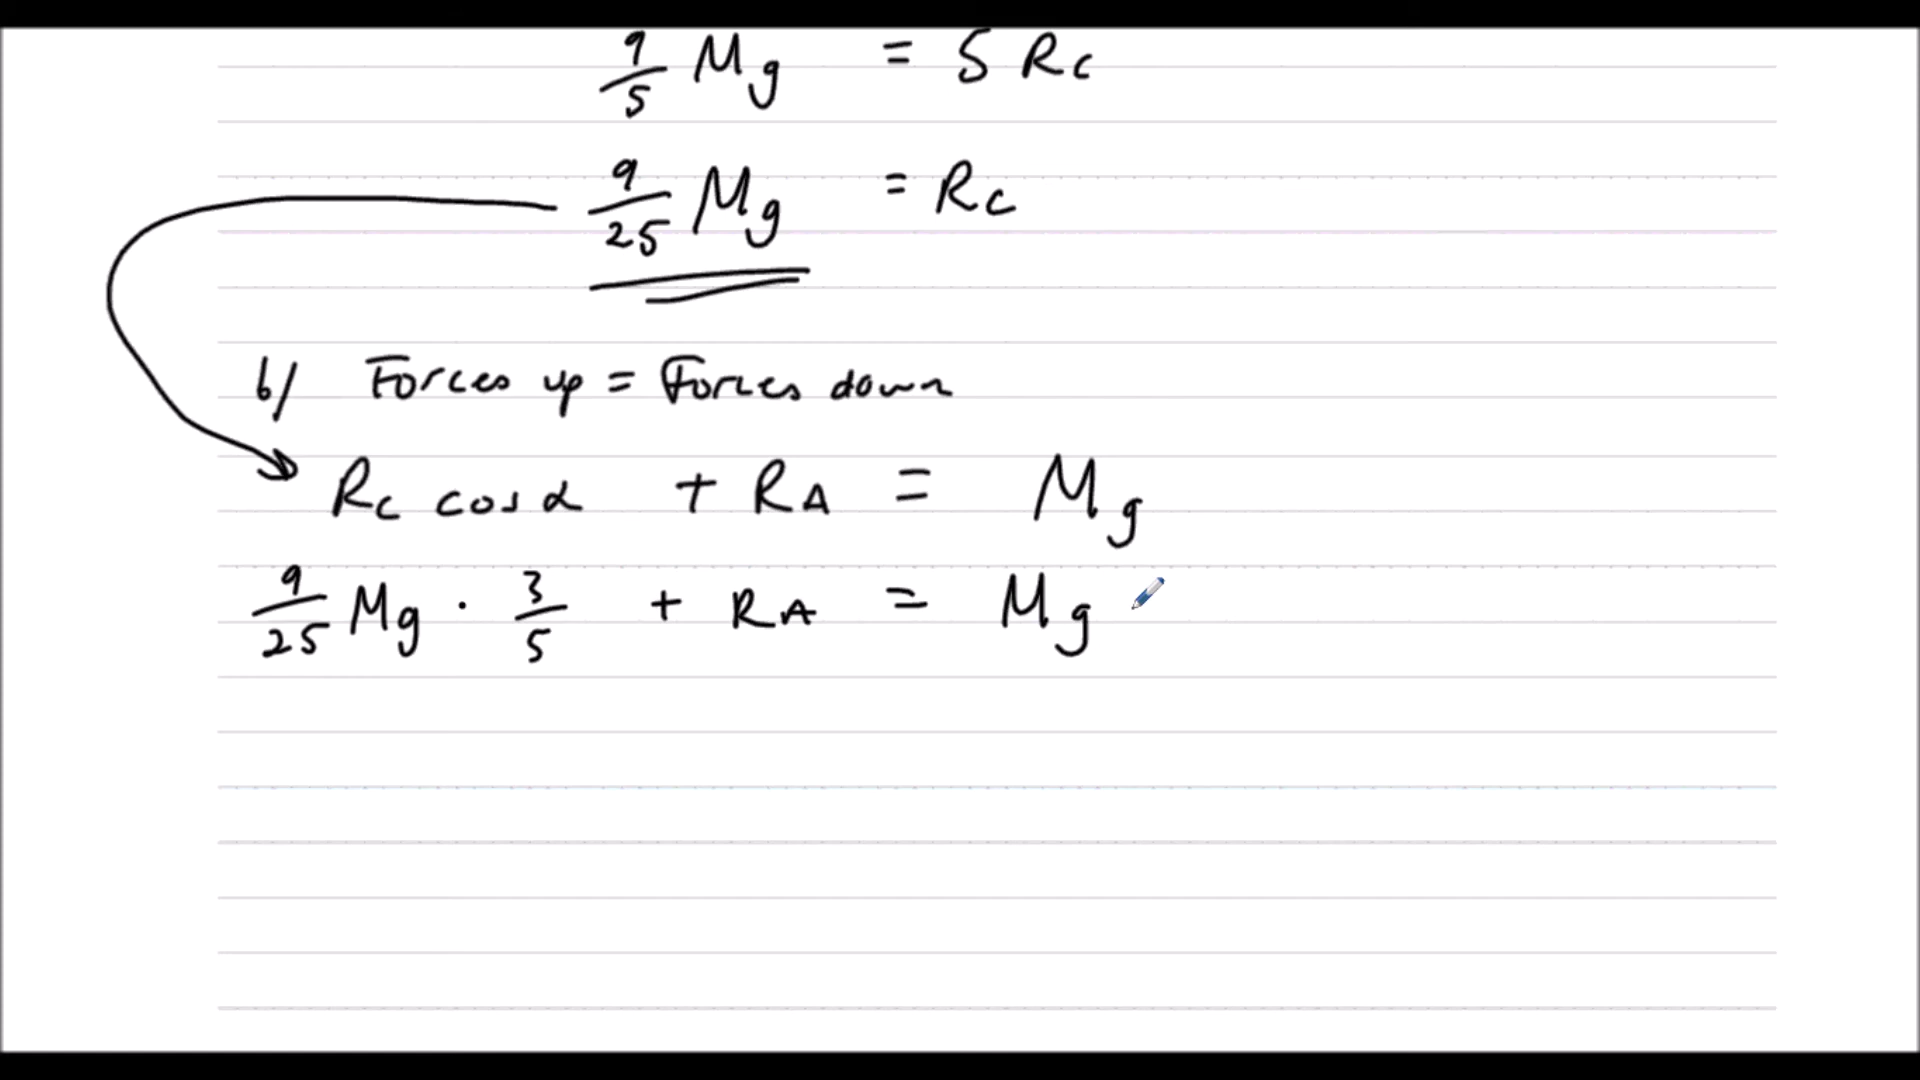 9/5 Mg = 5 Rc
9/25 Mg = Rc
b/ Forces up = Forces down
Rc cos α + RA = Mg
9/25 Mg · 3/5 + RA = Mg